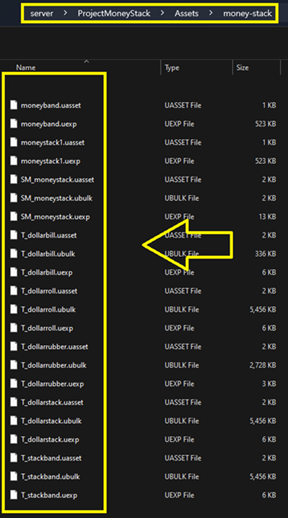 server > ProjectMoneyStack > Assets > money-stack
Name Type Size
moneyband.uasset UASSET File 1 KB
moneyband.uexp UEXP File 523 KB
moneystack1.uasset UASSET File 1 KB
moneystack1.uexp UEXP File 523 KB
SM_moneystack.uasset UASSET File 2 KB
SM_moneystack.ubulk UBULK File 2 KB
SM_moneystack.uexp UEXP File 13 KB
T_dollarbill.uasset UASSET File 2 KB
T_dollarbill.ubulk UBULK File 336 KB
T_dollarbill.uexp UEXP File 6 KB
T_dollarroll.uasset UASSET File 2 KB
T_dollarroll.ubulk UBULK File 5,456 KB
T_dollarroll.uexp UEXP File 6 KB
T_dollarrubber.uasset UASSET File 2 KB
T_dollarrubber.ubulk UBULK File 2,728 KB
T_dollarrubber.uexp UEXP File 3 KB
T_dollarstack.uasset UASSET File 2 KB
T_dollarstack.ubulk UBULK File 5,456 KB
T_dollarstack.uexp UEXP File 6 KB
T_stackband.uasset UASSET File 2 KB
T_stackband.ubulk UBULK File 5,456 KB
T_stackband.uexp UEXP File 6 KB